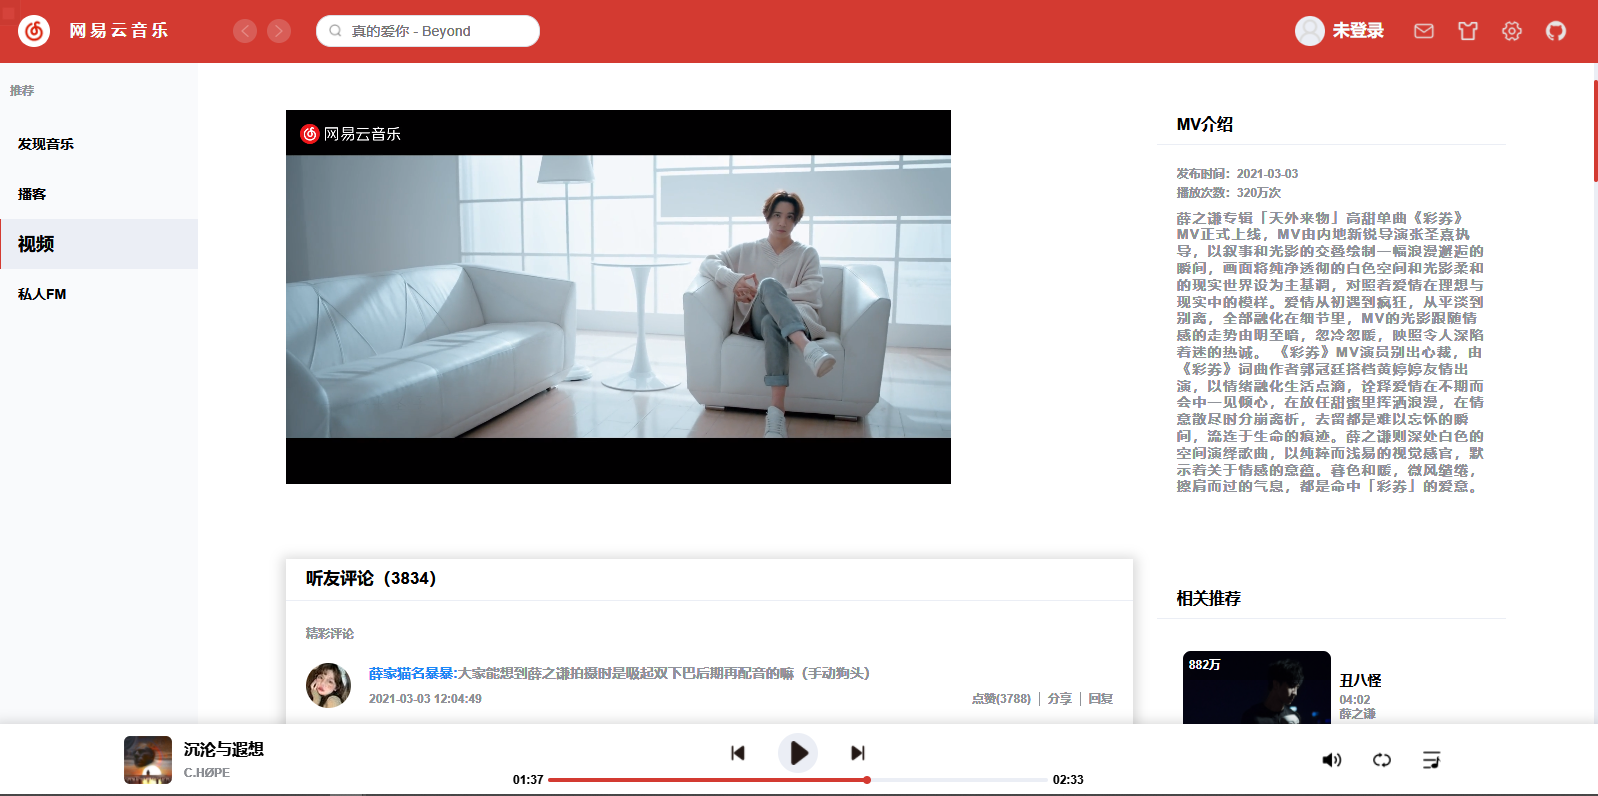 网易云音乐
真的爱你 - Beyond
未登录
推荐
发现音乐
播客
视频
私人FM
网易云音乐
MV介绍
发布时间：2021-03-03
播放次数：320万次
薛之谦专辑「天外来物」高甜单曲《彩券》
MV正式上线，MV由内地新锐导演张圣熹执
导，以叙事和光影的交叠绘制一幅浪漫邂逅的
瞬间，画面将纯净透彻的白色空间和光影柔和
的现实世界设为主基调，对照着爱情在理想与
现实中的模样。爱情从初遇到疯狂，从平淡到
别离，全部融化在细节里，MV的光影跟随情
感的走势由明至暗，忽冷忽暖，映照令人深陷
着迷的热诚。 《彩券》MV演员别出心裁，由
《彩券》词曲作者郭冠廷搭档黄婷婷友情出
演，以情绪融化生活点滴，诠释爱情在不期而
会中一见倾心，在放任甜蜜里挥洒浪漫，在情
意散尽时分崩离析，去留都是难以忘怀的瞬
间，流连于生命的痕迹。薛之谦则深处白色的
空间演绎歌曲，以纯粹而浅易的视觉感官，默
示着关于情感的意蕴。暮色和暖，微风缱绻，
擦肩而过的气息，都是命中「彩券」的爱意。
听友评论（3834）
精彩评论
薛家猫名暴暴:大家能想到薛之谦拍摄时是吸起双下巴后期再配音的嘛（手动狗头）
2021-03-03 12:04:49
点赞(3788) | 分享 | 回复
相关推荐
882万
丑八怪
04:02
薛之谦
沉沦与遐想
C.HØPE
01:37
02:33